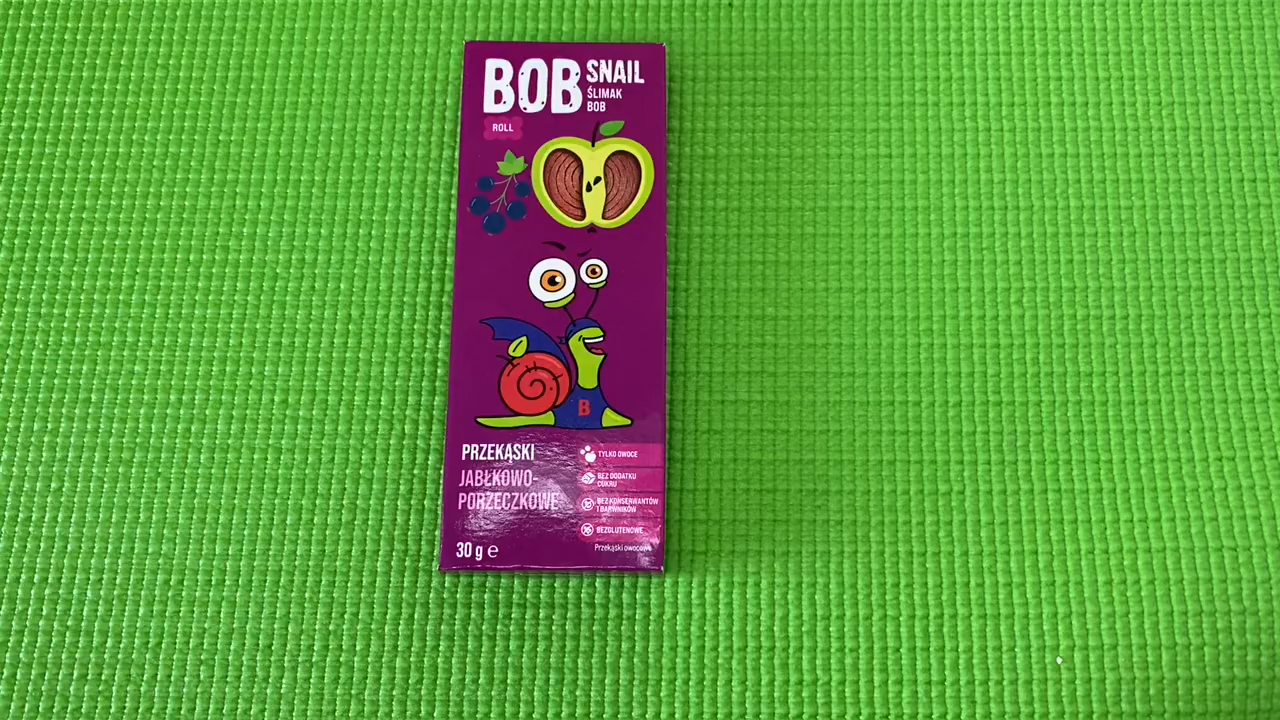 BOB SNAIL
ŚLIMAK
BOB
ROLL
B
PRZEKĄSKI
JABŁKOWO-
PORZECZKOWE
TYLKO OWOCE
BEZ DODATKU
CUKRU
BEZ KONSERWANTÓW
I BARWNIKÓW
BEZGLUTENOWE
30 g e
Przekąski owocowe